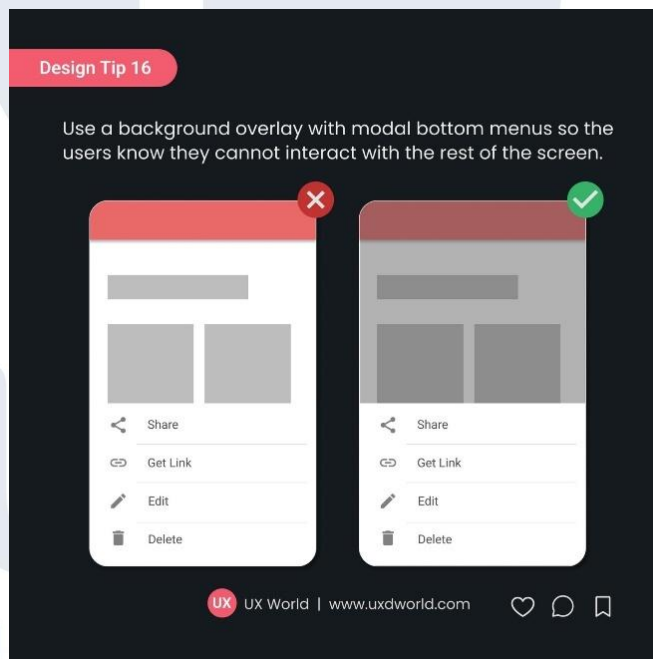 Design Tip 16
Use a background overlay with modal bottom menus so the
users know they cannot interact with the rest of the screen.
Share
Get Link
Edit
Delete
Share
Get Link
Edit
Delete
UX UX World | www.uxdworld.com